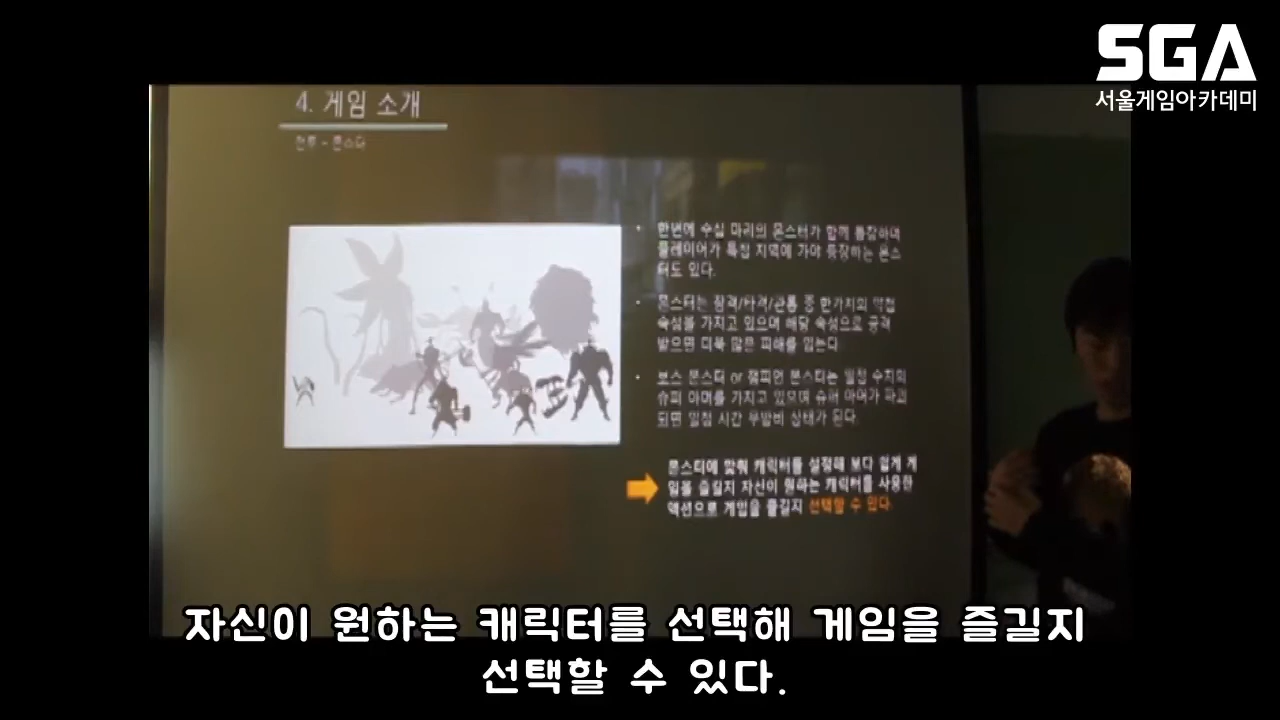 SGA
서울게임아카데미
4. 게임 소개
전투 - 몬스터
한번에 수십 마리의 몬스터가 함께 등장하며
플레이어가 특정 지역에 가야 등장하는 몬스
터도 있다.
몬스터는 참격/타격/관통 중 한가지의 약점
속성을 가지고 있으며 해당 속성으로 공격
받으면 더욱 많은 피해를 입는다.
보스 몬스터 or 챔피언 몬스터는 일정 수치의
슈퍼 아머를 가지고 있으며 슈퍼 아머가 파괴
되면 일정 시간 무방비 상태가 된다.
몬스터에 맞춰 캐릭터를 설정해 보다 쉽게 게
임을 즐길지 자신이 원하는 캐릭터를 사용한
액션으로 게임을 즐길지 선택할 수 있다.
자신이 원하는 캐릭터를 선택해 게임을 즐길지
선택할 수 있다.